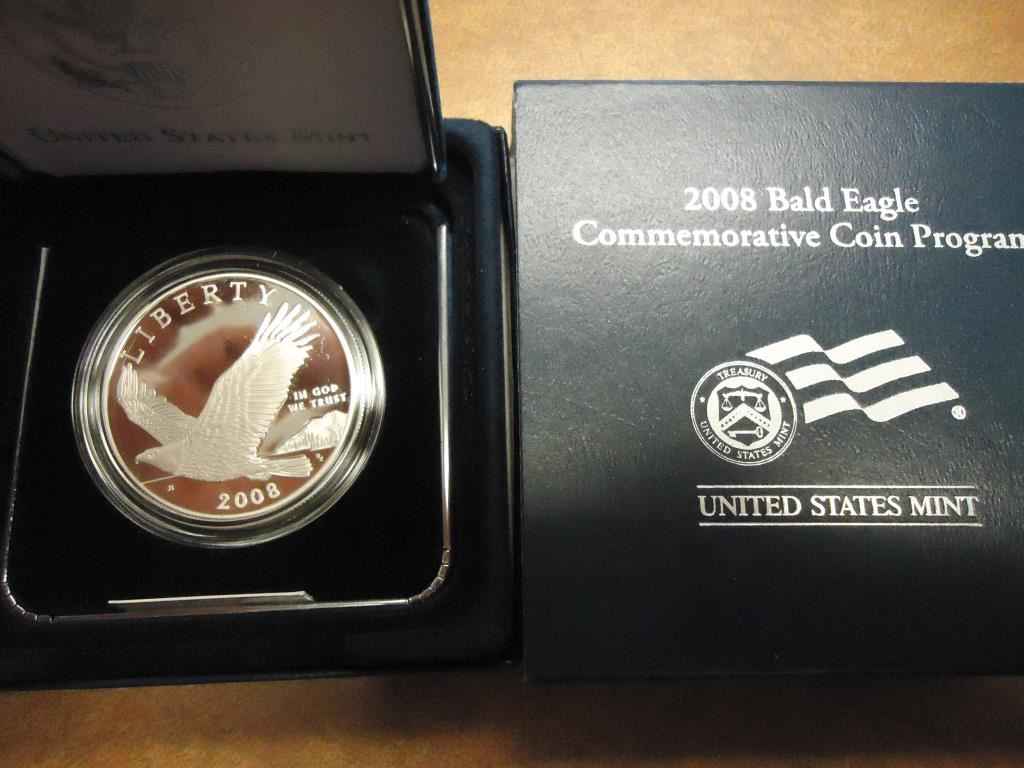 UNITED STATES MINT
LIBERTY
IN GOD
WE TRUST
JI
2008
2008 Bald Eagle
Commemorative Coin Program
TREASURY
UNITED STATES MINT
®
UNITED STATES MINT